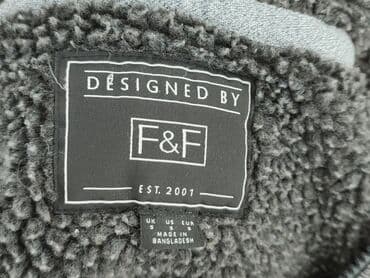 DESIGNED BY
F&F
EST. 2001
UK US EUR
S S S
MADE IN
BANGLADESH